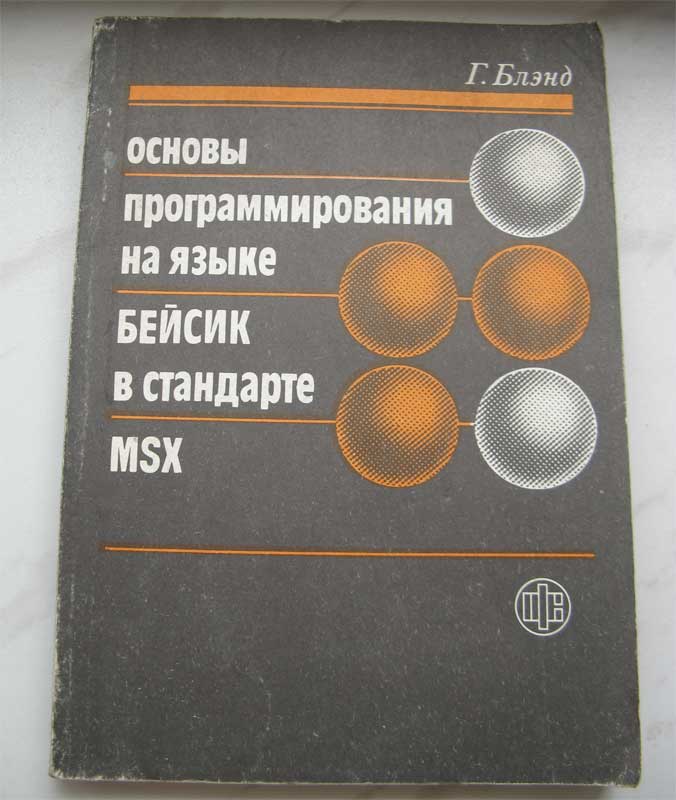 Г. Блэнд
основы
программирования
на языке
БЕЙСИК
в стандарте
MSX